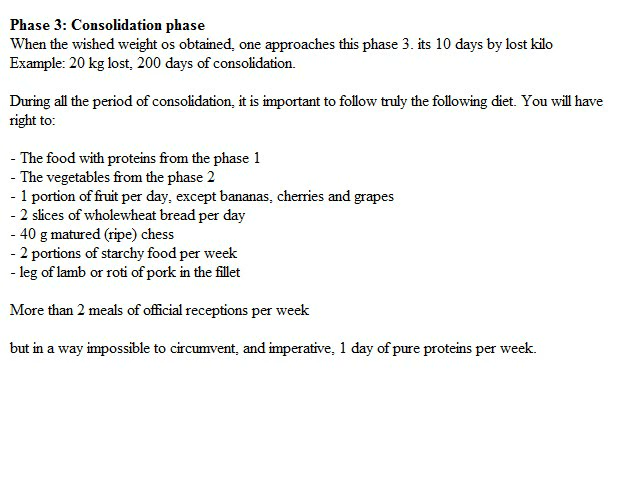 Phase 3: Consolidation phase
When the wished weight os obtained, one approaches this phase 3. its 10 days by lost kilo
Example: 20 kg lost, 200 days of consolidation.
During all the period of consolidation, it is important to follow truly the following diet. You will have
right to:
- The food with proteins from the phase 1
- The vegetables from the phase 2
- 1 portion of fruit per day, except bananas, cherries and grapes
- 2 slices of wholewheat bread per day
- 40 g matured (ripe) chess
- 2 portions of starchy food per week
- leg of lamb or roti of pork in the fillet
More than 2 meals of official receptions per week
but in a way impossible to circumvent, and imperative, 1 day of pure proteins per week.